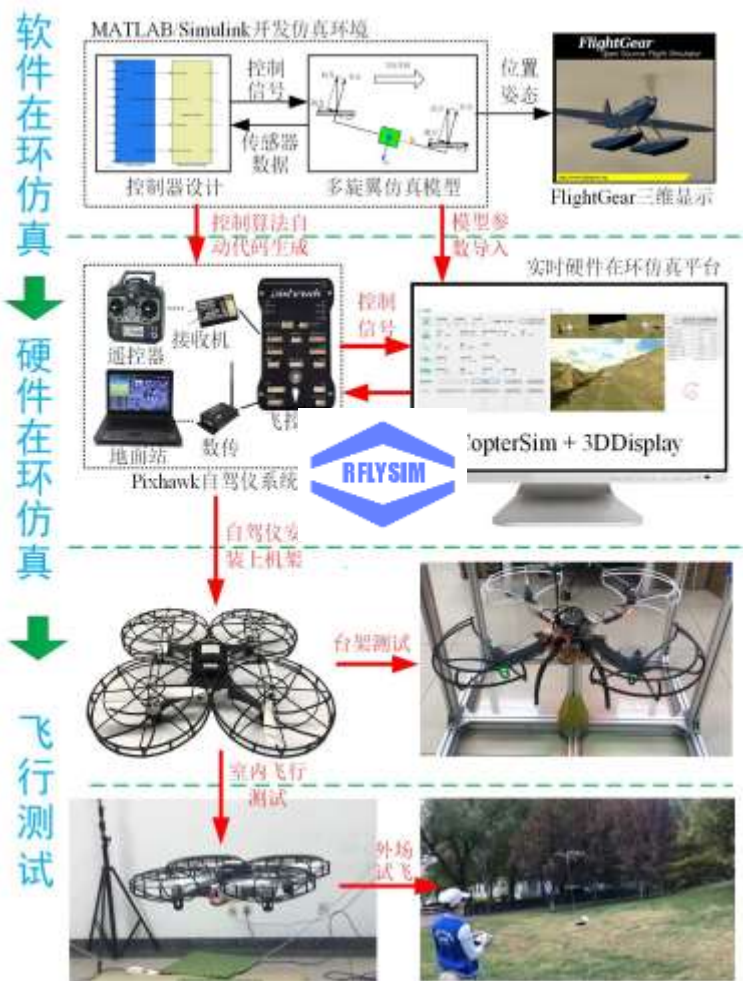 软件在环仿真
MATLAB/Simulink开发仿真环境
控制
信号
传感器
数据
控制器设计
多旋翼仿真模型
位置
姿态
FlightGear
FlightGear三维显示
控制算法自
动代码生成
模型参
数导入
硬件在环仿真
实时硬件在环仿真平台
遥控器
接收机
地面站
数传
飞控
Pixhawk自驾仪系统
控制
信号
opterSim + 3DDisplay
RFLYSIM
自驾仪安
装上机架
飞行测试
台架测试
室内飞行
测试
外场
试飞